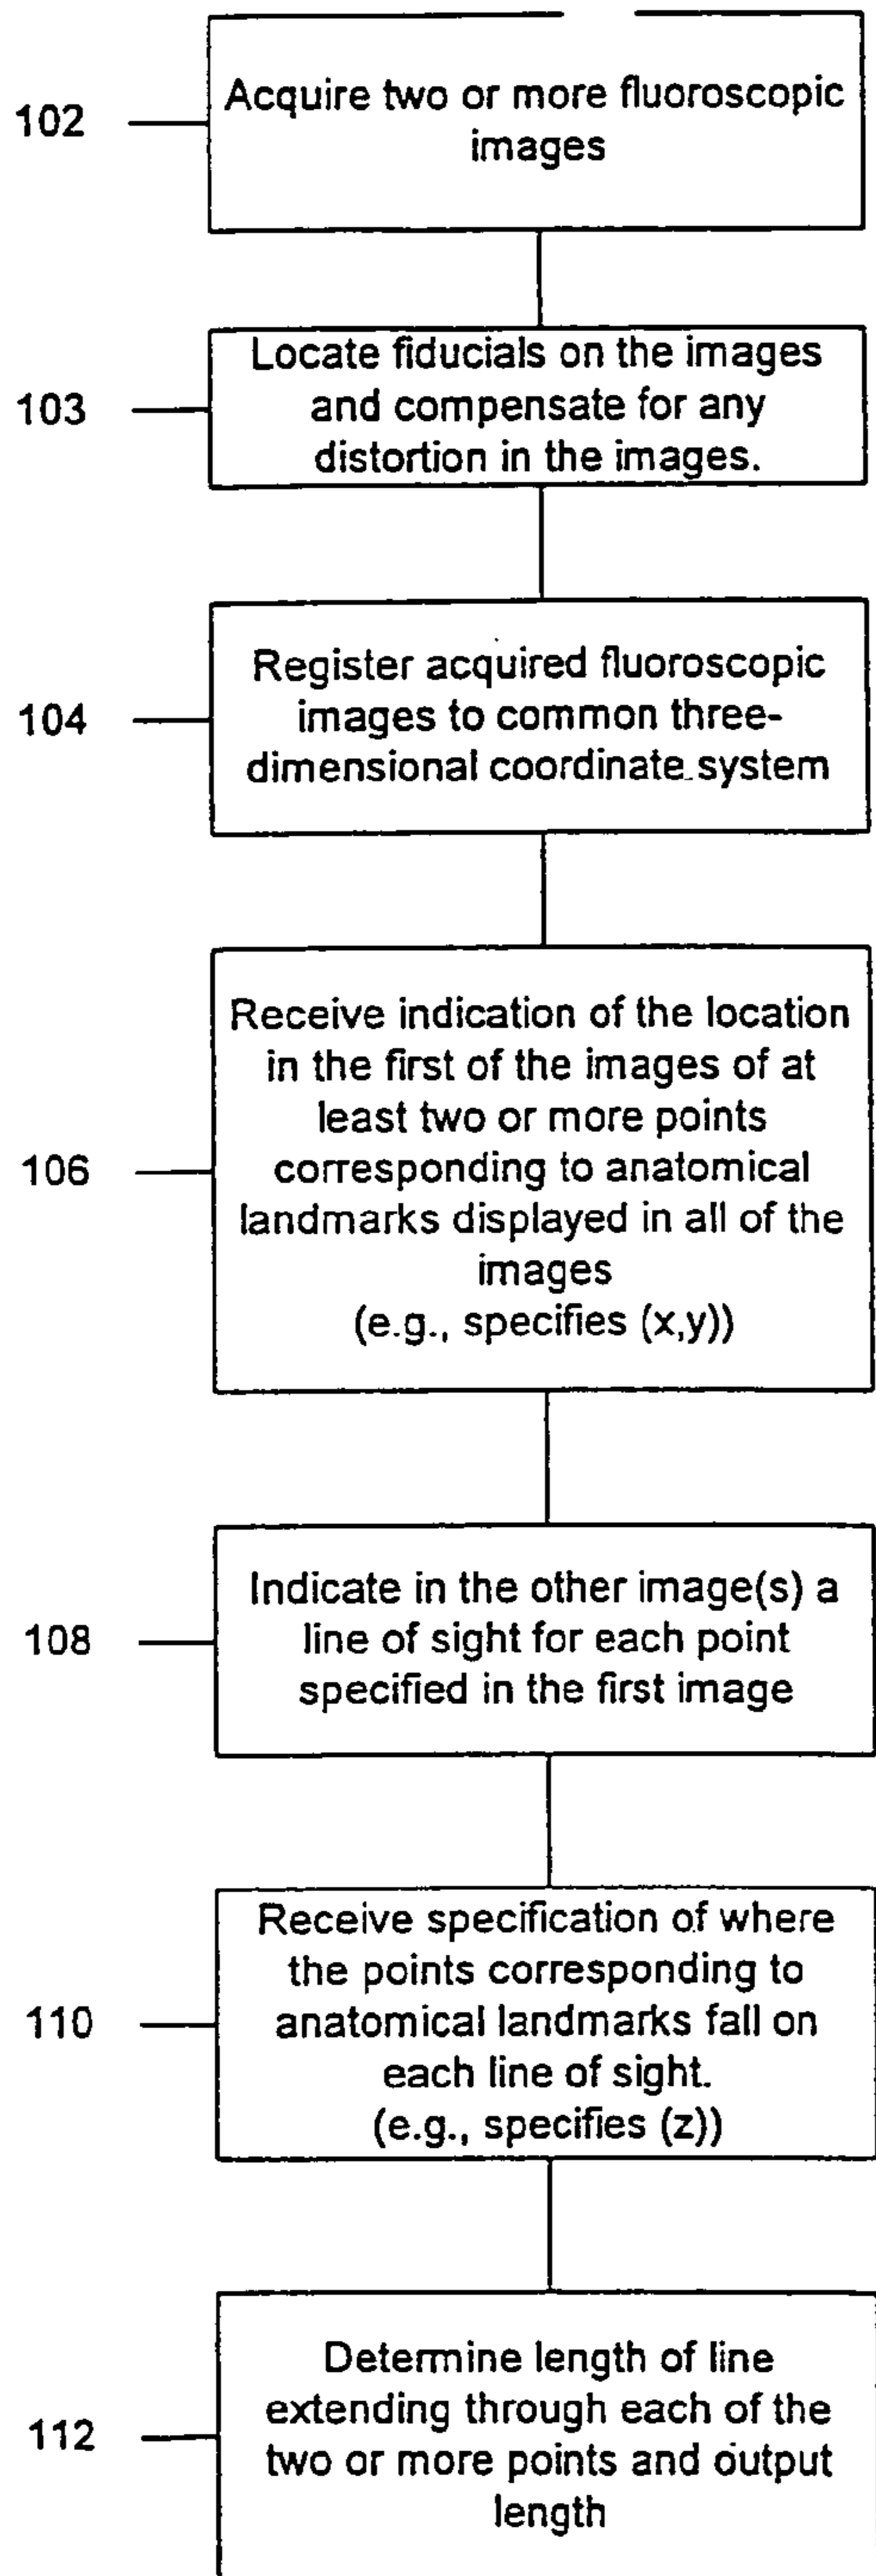 102
Acquire two or more fluoroscopic
images
103
Locate fiducials on the images
and compensate for any
distortion in the images.
104
Register acquired fluoroscopic
images to common three-
dimensional coordinate system
106
Receive indication of the location
in the first of the images of at
least two or more points
corresponding to anatomical
landmarks displayed in all of the
images
(e.g., specifies (x,y))
108
Indicate in the other image(s) a
line of sight for each point
specified in the first image
110
Receive specification of where
the points corresponding to
anatomical landmarks fall on
each line of sight.
(e.g., specifies (z))
112
Determine length of line
extending through each of the
two or more points and output
length